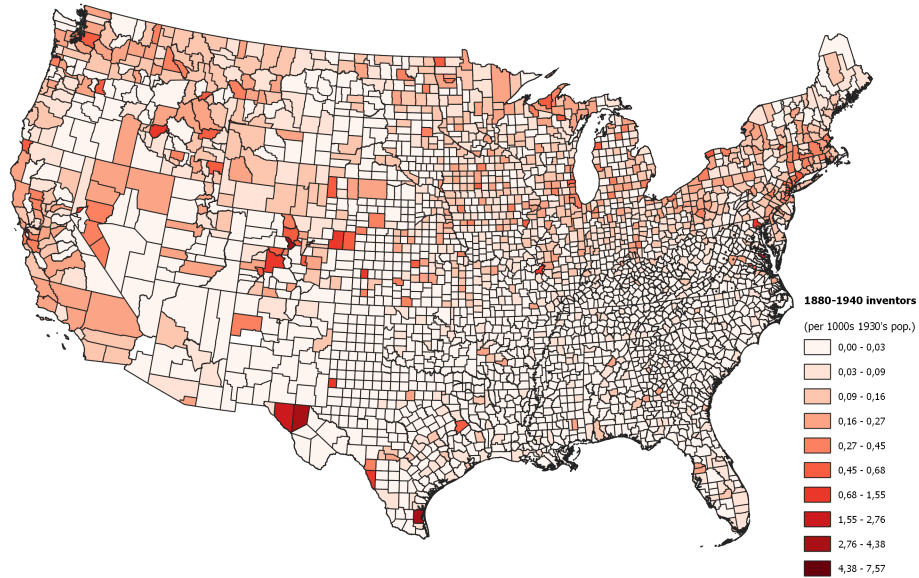 1880-1940 inventors
(per 1000s 1930's pop.)
0,00 - 0,03
0,03 - 0,09
0,09 - 0,16
0,16 - 0,27
0,27 - 0,45
0,45 - 0,68
0,68 - 1,55
1,55 - 2,76
2,76 - 4,38
4,38 - 7,57